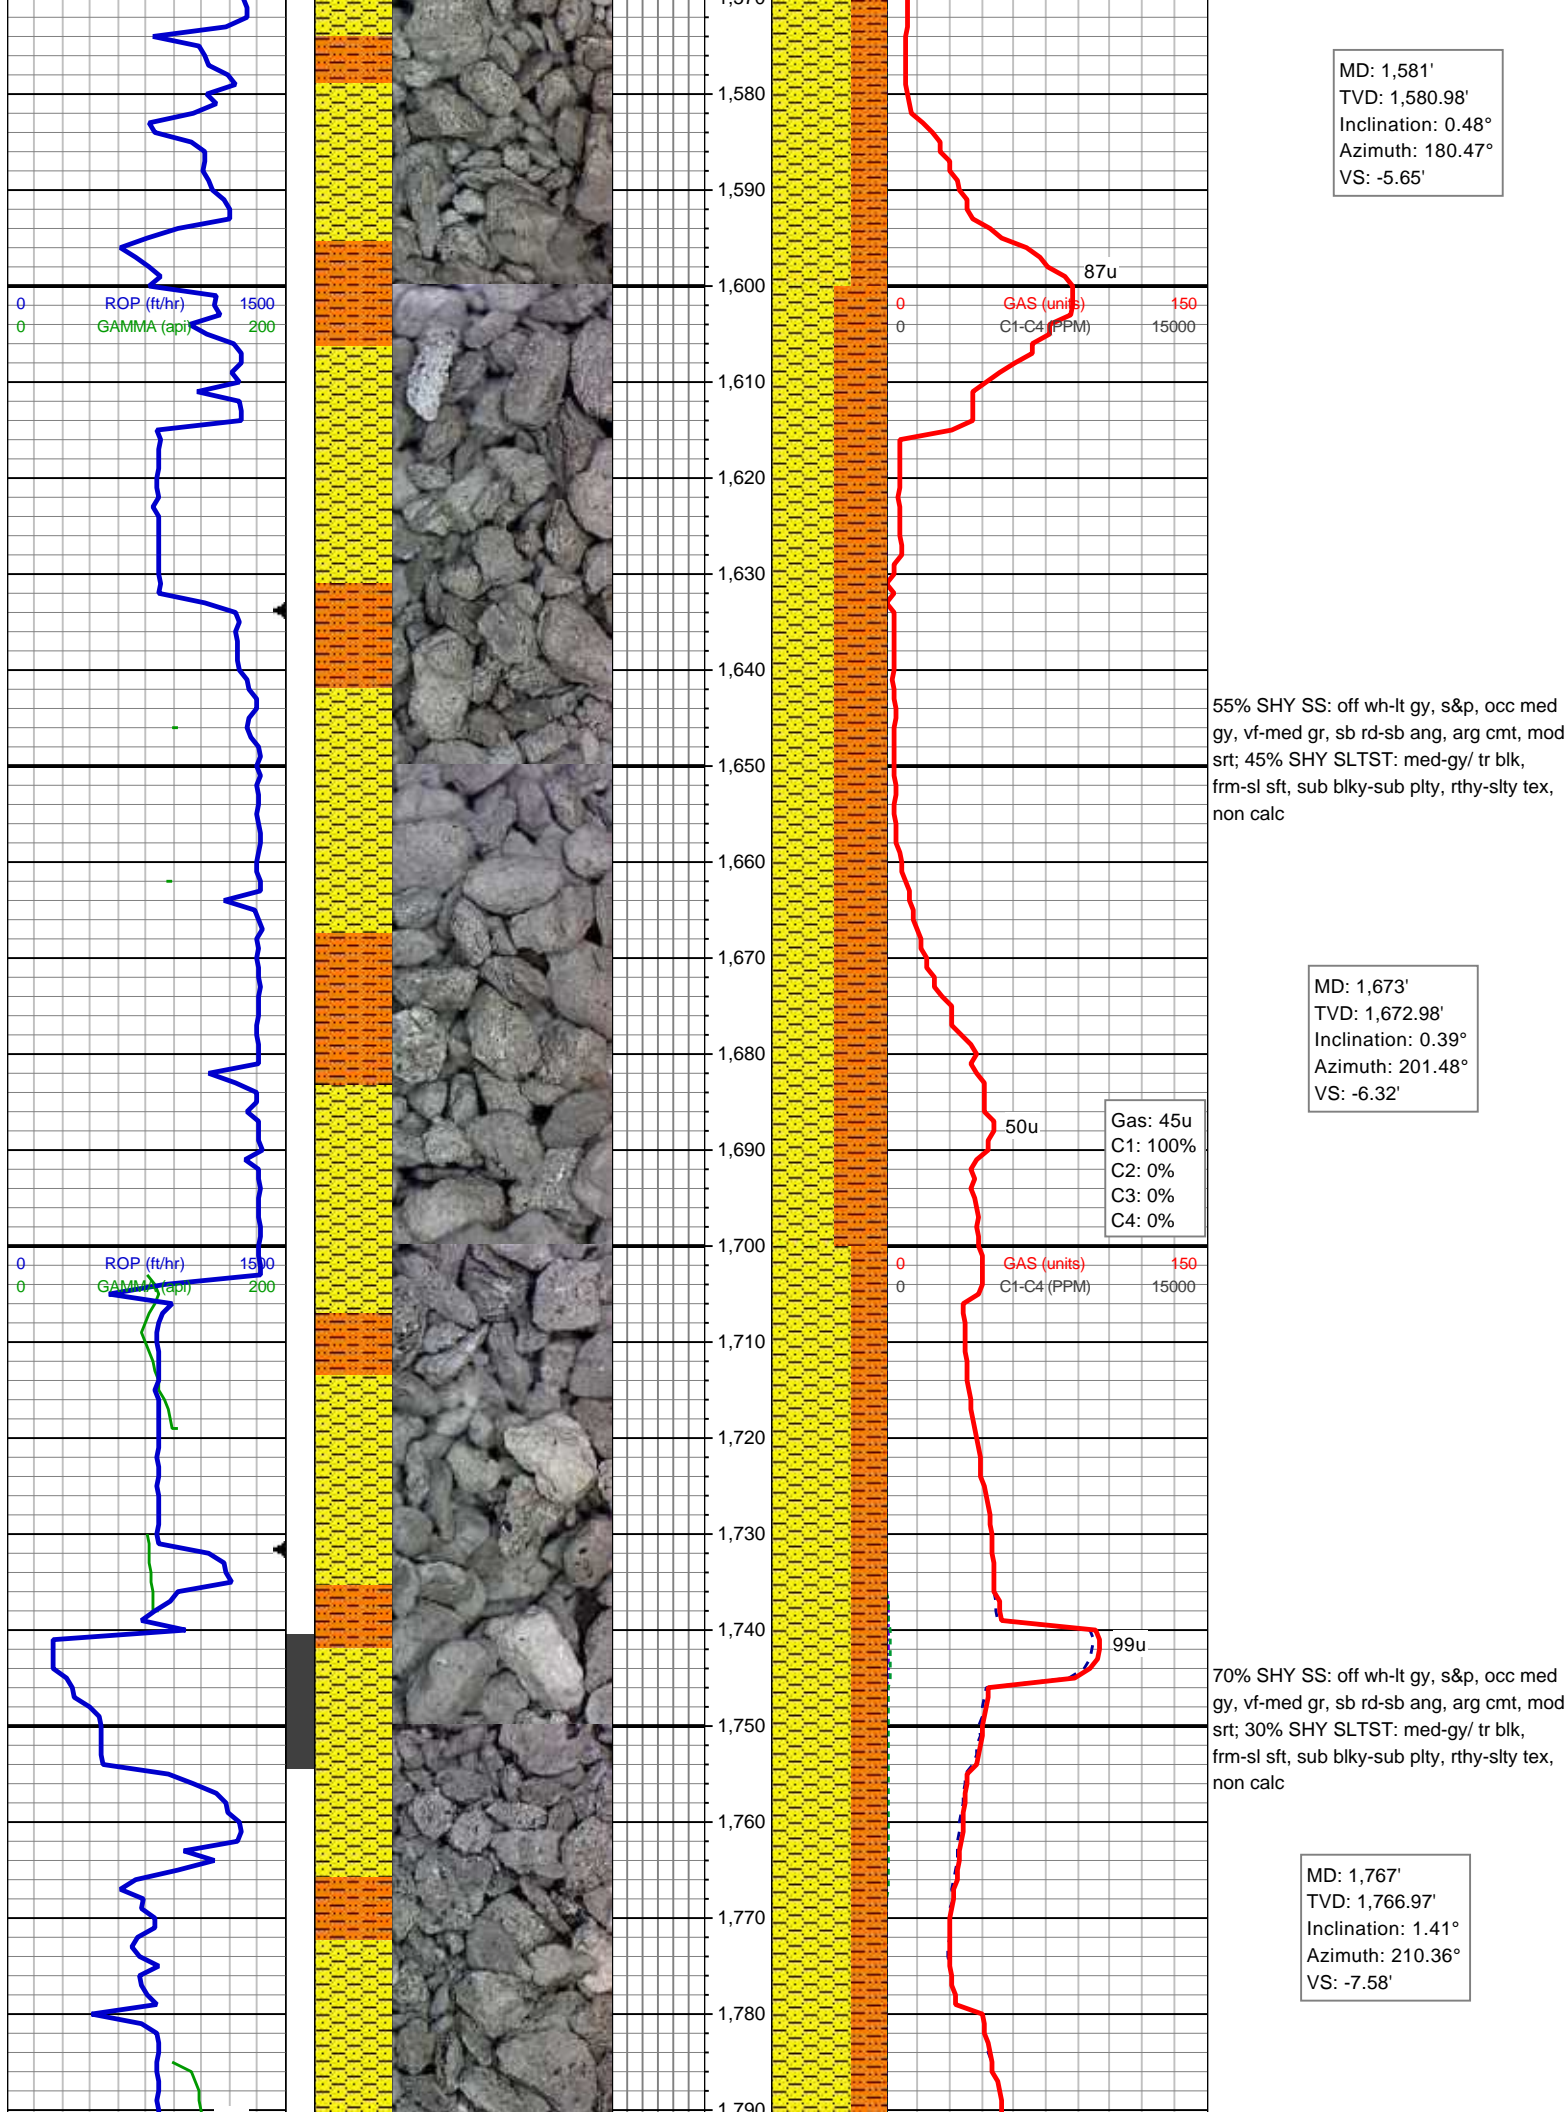 MD: 1,581'
TVD: 1,580.98'
Inclination: 0.48°
Azimuth: 180.47°
VS: -5.65'
1,580
1,590
87u
1,600
0 ROP (ft/hr) 1500
0 GAMMA (api) 200
0 GAS (units) 150
0 C1-C4 (PPM) 15000
1,610
1,620
1,630
1,640
55% SHY SS: off wh-lt gy, s&p, occ med
gy, vf-med gr, sb rd-sb ang, arg cmt, mod
srt; 45% SHY SLTST: med-gy/ tr blk,
frm-sl sft, sub blky-sub plty, rthy-slty tex,
non calc
1,650
1,660
1,670
MD: 1,673'
TVD: 1,672.98'
Inclination: 0.39°
Azimuth: 201.48°
VS: -6.32'
1,680
50u
Gas: 45u
C1: 100%
C2: 0%
C3: 0%
C4: 0%
1,690
1,700
0 ROP (ft/hr) 1500
0 GAMMA (api) 200
0 GAS (units) 150
0 C1-C4 (PPM) 15000
1,710
1,720
1,730
1,740
99u
70% SHY SS: off wh-lt gy, s&p, occ med
gy, vf-med gr, sb rd-sb ang, arg cmt, mod
srt; 30% SHY SLTST: med-gy/ tr blk,
frm-sl sft, sub blky-sub plty, rthy-slty tex,
non calc
1,750
1,760
1,770
MD: 1,767'
TVD: 1,766.97'
Inclination: 1.41°
Azimuth: 210.36°
VS: -7.58'
1,780
1,790